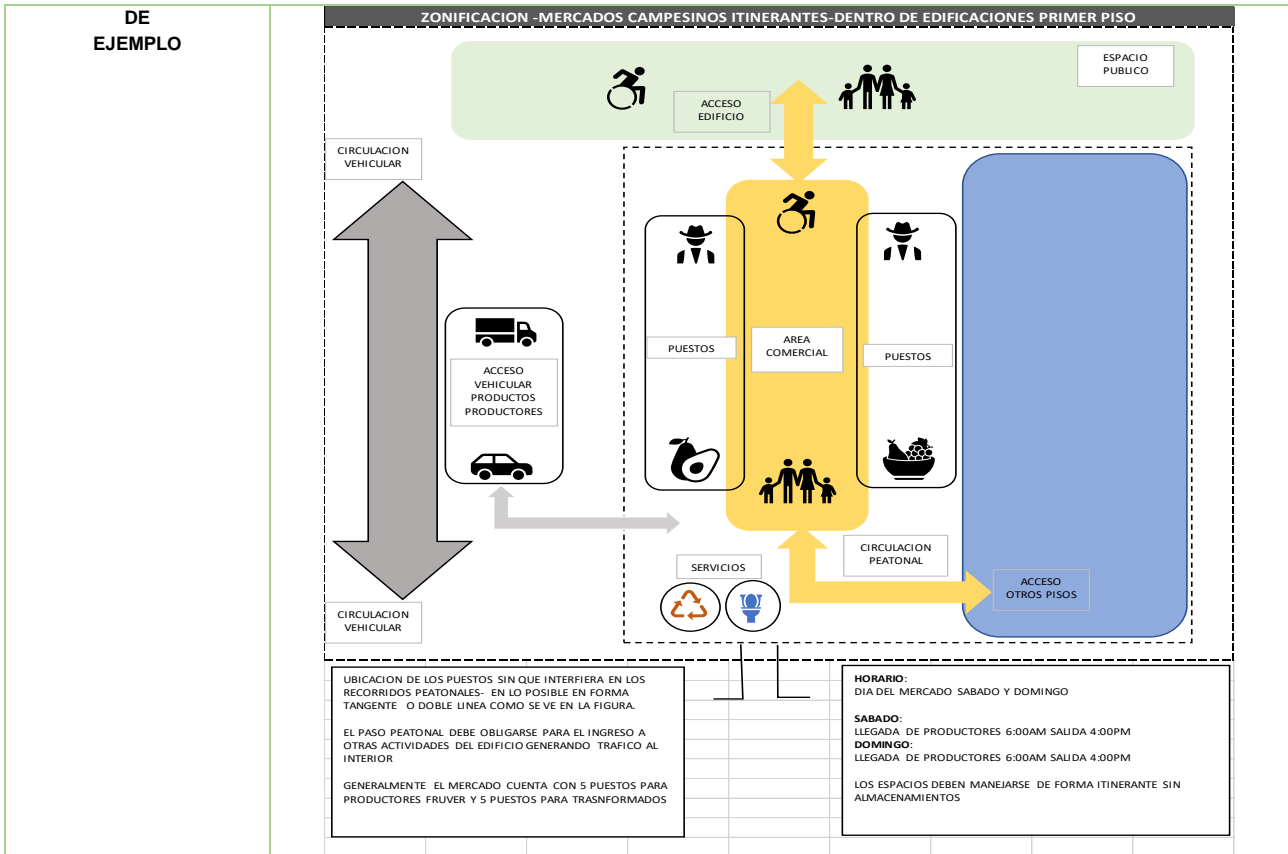 DE
EJEMPLO
ZONIFICACION -MERCADOS CAMPESINOS ITINERANTES-DENTRO DE EDIFICACIONES PRIMER PISO
ESPACIO
PUBLICO
ACCESO
EDIFICIO
CIRCULACION
VEHICULAR
ACCESO
VEHICULAR
PRODUCTOS
PRODUCTORES
PUESTOS
AREA
COMERCIAL
PUESTOS
CIRCULACION
PEATONAL
SERVICIOS
ACCESO
OTROS PISOS
CIRCULACION
VEHICULAR
UBICACION DE LOS PUESTOS SIN QUE INTERFIERA EN LOS
RECORRIDOS PEATONALES- EN LO POSIBLE EN FORMA
TANGENTE O DOBLE LINEA COMO SE VE EN LA FIGURA.
EL PASO PEATONAL DEBE OBLIGARSE PARA EL INGRESO A
OTRAS ACTIVIDADES DEL EDIFICIO GENERANDO TRAFICO AL
INTERIOR
GENERALMENTE EL MERCADO CUENTA CON 5 PUESTOS PARA
PRODUCTORES FRUVER Y 5 PUESTOS PARA TRASNFORMADOS
HORARIO:
DIA DEL MERCADO SABADO Y DOMINGO
SABADO:
LLEGADA DE PRODUCTORES 6:00AM SALIDA 4:00PM
DOMINGO:
LLEGADA DE PRODUCTORES 6:00AM SALIDA 4:00PM
LOS ESPACIOS DEBEN MANEJARSE DE FORMA ITINERANTE SIN
ALMACENAMIENTOS